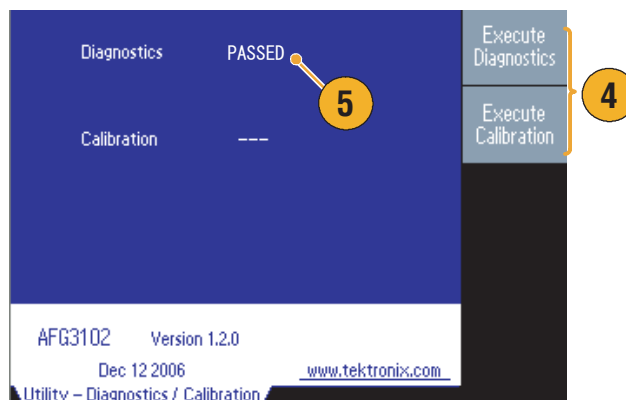 Diagnostics PASSED
5
Calibration ---
Execute
Diagnostics
Execute
Calibration
4
AFG3102 Version 1.2.0
Dec 12 2006 www.tektronix.com
Utility – Diagnostics / Calibration